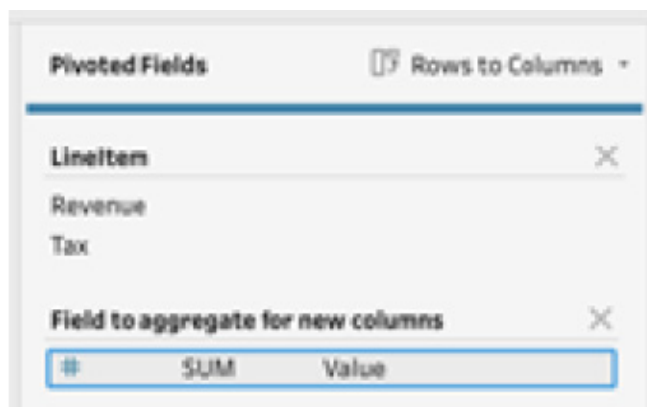 Pivoted Fields Rows to Columns
LineItem
Revenue
Tax
Field to aggregate for new columns
# SUM Value